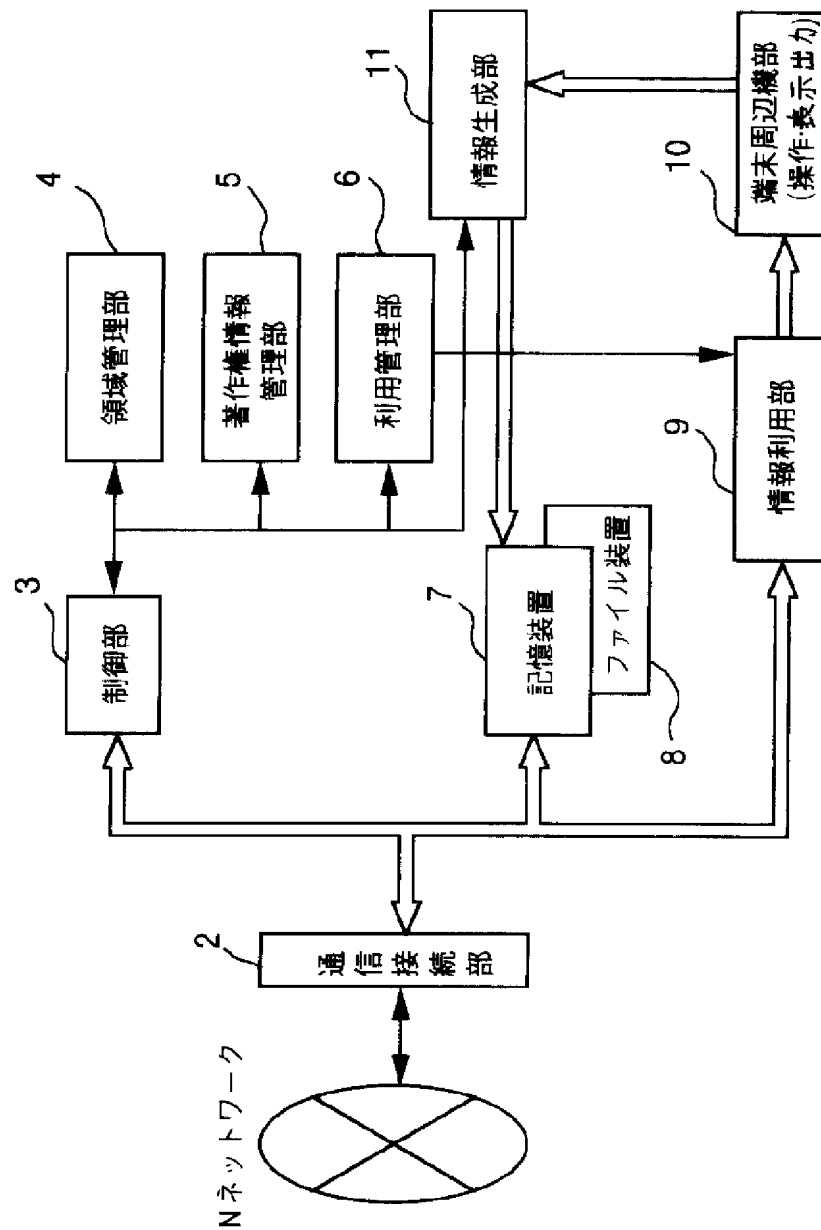 Nネットワーク
2
通信接続部
3
制御部
4
領域管理部
5
著作権情報
管理部
6
利用管理部
7
記憶装置
ファイル装置
8
9
情報利用部
10
端末周辺機部
(操作・表示出力)
11
情報生成部